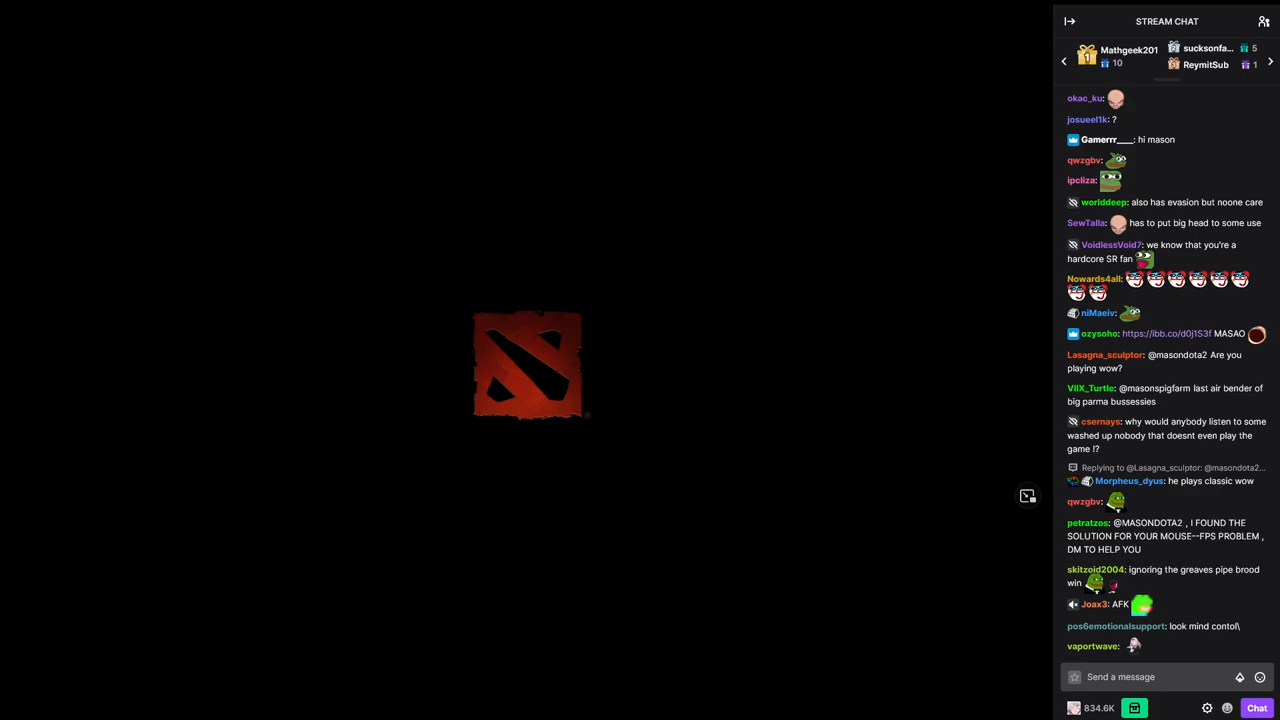 STREAM CHAT
Mathgeek201
10
sucksonfa... 5
ReymitSub 1
okac_ku:
josueel1k: ?
Gamerrr____: hi mason
qwzgbv:
ipcliza:
worlddeep: also has evasion but noone care
SewTalla: has to put big head to some use
VoidlessVoid7: we know that you're a
hardcore SR fan
Nowards4all:
niMaeiv:
ozysoho: https://ibb.co/d0j1S3f MASAO
Lasagna_sculptor: @masondota2 Are you
playing wow?
VIIX_Turtle: @masonspigfarm last air bender of
big parma bussessies
csernays: why would anybody listen to some
washed up nobody that doesnt even play the
game !?
Replying to @Lasagna_sculptor: @masondota2...
Morpheus_dyus: he plays classic wow
qwzgbv:
petratzos: @MASONDOTA2 , I FOUND THE
SOLUTION FOR YOUR MOUSE--FPS PROBLEM ,
DM TO HELP YOU
skitzoid2004: ignoring the greaves pipe brood
win
Joax3: AFK
pos6emotionalsupport: look mind contol\
vaportwave:
Send a message
834.6K
Chat